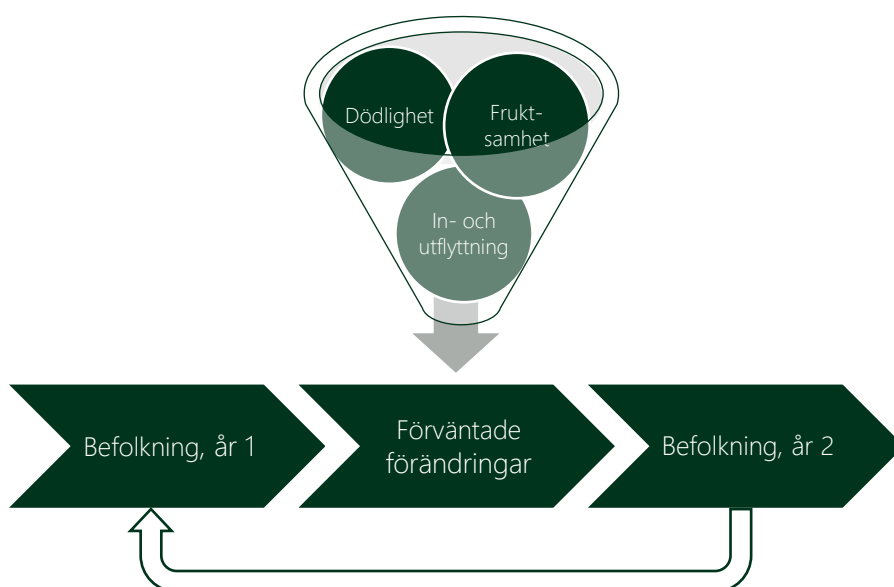 Dödlighet
Frukt-
samhet
In- och
utflyttning
Befolkning, år 1
Förväntade
förändringar
Befolkning, år 2